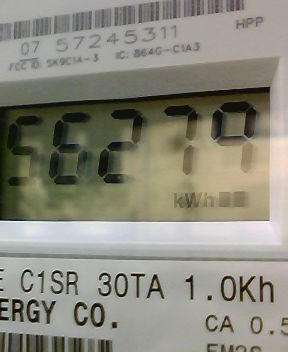 HPP
07 57245311
FCC ID: SK9C1A-3 IC: 864G-C1A3
56279
kWh
E C1SR 30TA 1.0Kh
ERGY CO.
CA 0.5
EM2S